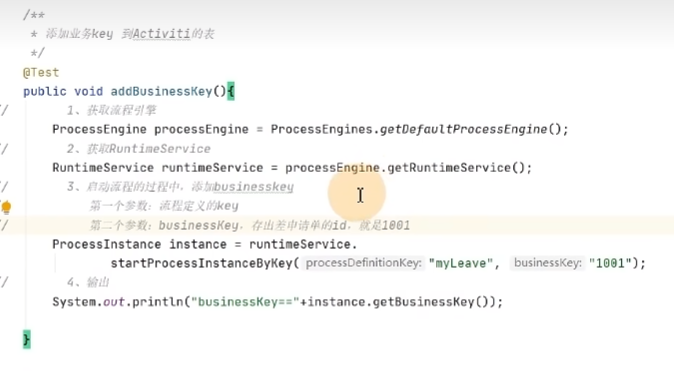 /**
 * 添加业务key 到Activiti的表
 */
@Test
public void addBusinessKey(){
//      1、获取流程引擎
    ProcessEngine processEngine = ProcessEngines.getDefaultProcessEngine();
//      2、获取RuntimeService
    RuntimeService runtimeService = processEngine.getRuntimeService();
//      3、启动流程的过程中，添加businesskey
//         第一个参数：流程定义的key
//         第二个参数：businessKey，存出差申请单的id，就是1001
    ProcessInstance instance = runtimeService.
            startProcessInstanceByKey( processDefinitionKey: "myLeave", businessKey: "1001");
//      4、输出
    System.out.println("businessKey=="+instance.getBusinessKey());
}